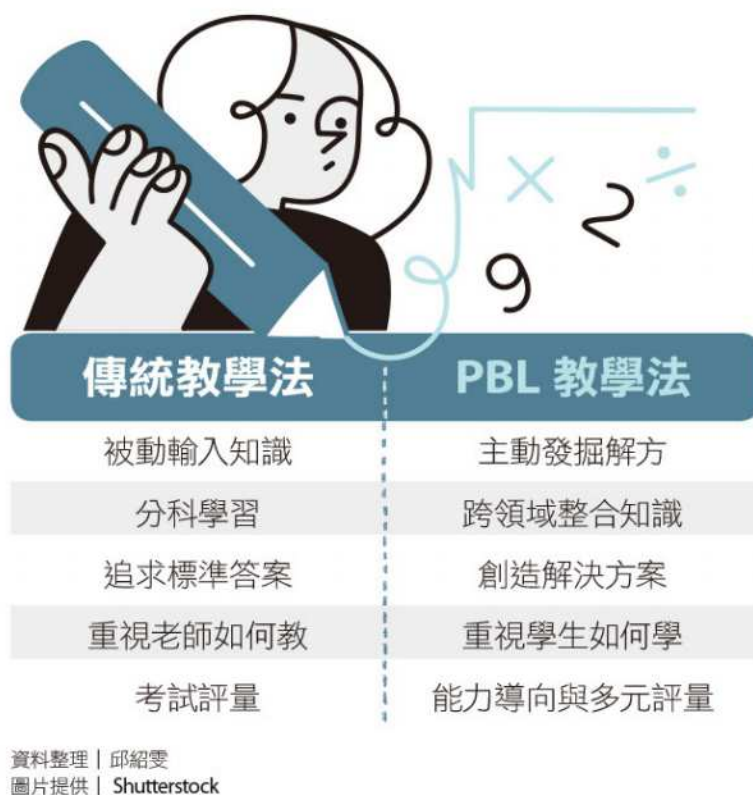 9 2
傳統教學法 PBL 教學法
被動輸入知識 主動發掘解方
分科學習 跨領域整合知識
追求標準答案 創造解決方案
重視老師如何教 重視學生如何學
考試評量 能力導向與多元評量
資料整理｜邱紹雯
圖片提供｜Shutterstock